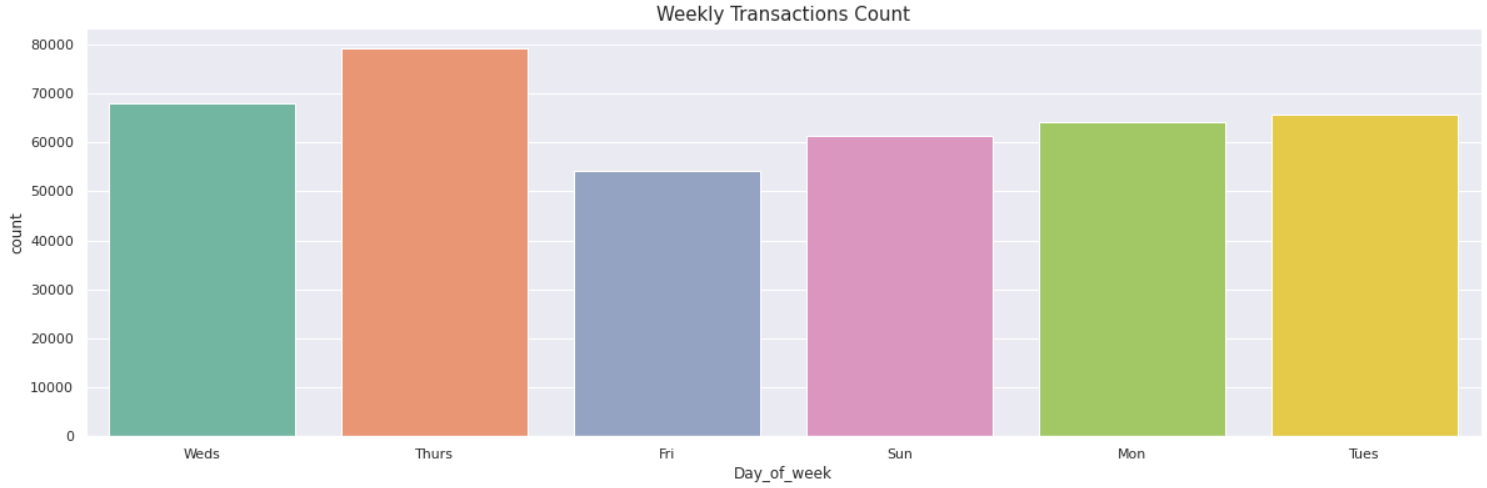 Weekly Transactions Count
80000
70000
60000
50000
40000
30000
20000
10000
0
count
Weds Thurs Fri Sun Mon Tues
Day_of_week